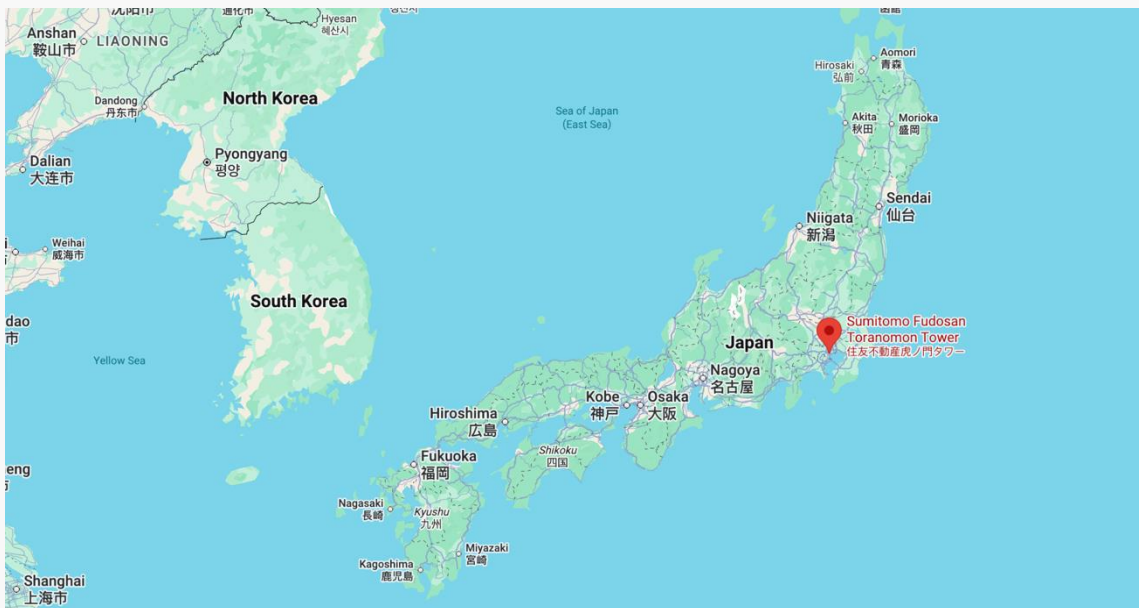 Anshan
鞍山市
LIAONING
Hyesan
혜산시
Dandong
丹东市
North Korea
Sea of Japan
(East Sea)
Hirosaki
弘前
Aomori
青森
Akita
秋田
Morioka
盛岡
Dalian
大连市
Pyongyang
평양
Sendai
仙台
Niigata
新潟
Weihai
威海市
South Korea
dao
市
Yellow Sea
Japan
Sumitomo Fudosan
Toranomon Tower
住友不動産虎ノ門タワー
Nagoya
名古屋
Kobe
神戸
Osaka
大阪
Hiroshima
広島
Shikoku
四国
Fukuoka
福岡
eng
Nagasaki
長崎
Kyushu
九州
Miyazaki
宮崎
Kagoshima
鹿児島
Shanghai
上海市